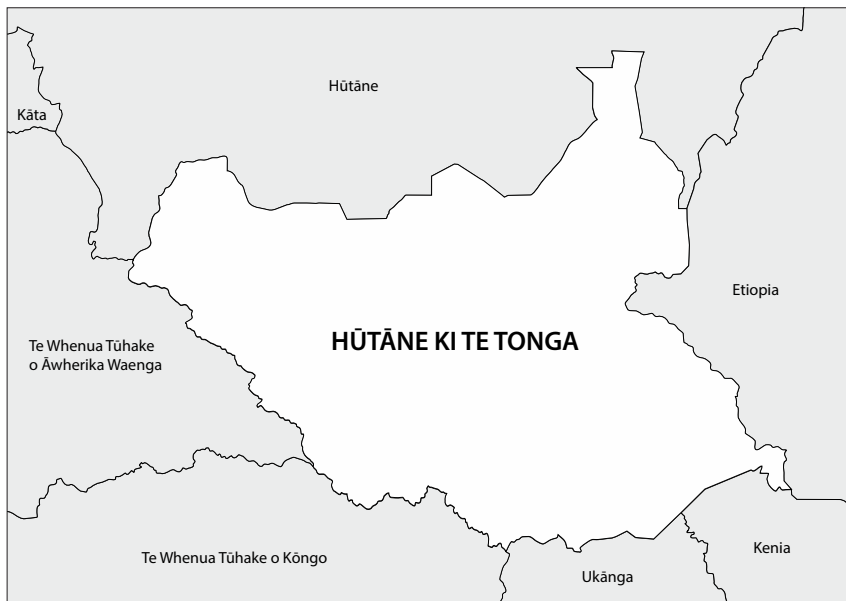 Hūtāne
Kāta
Etiopia
HŪTĀNE KI TE TONGA
Te Whenua Tūhake
o Āwherika Waenga
Te Whenua Tūhake o Kōngo
Kenia
Ukānga